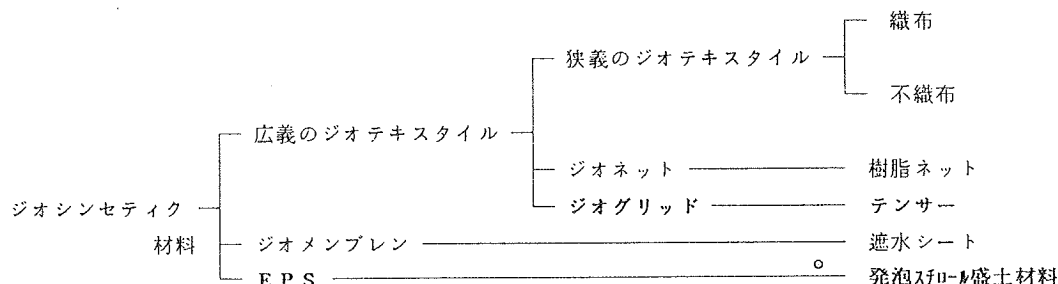 織布
狭義のジオテキスタイル
不織布
広義のジオテキスタイル
ジオネット 樹脂ネット
ジオシンセティク ジオグリッド テンサー
材料 ジオメンブレン 遮水シート
EPS 発泡スチロール盛土材料